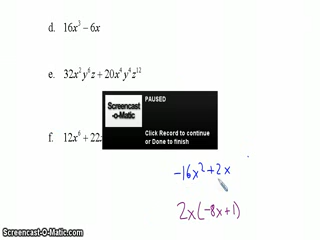 d. 16x³ − 6x
e. 32x²y⁶z + 20x⁴y⁴z¹²
PAUSED
Screencast
-o-Matic
Click Record to continue
or Done to finish
f. 12x⁶ + 22
-16x² + 2x
2x(-8x+1)
Screencast-O-Matic.com